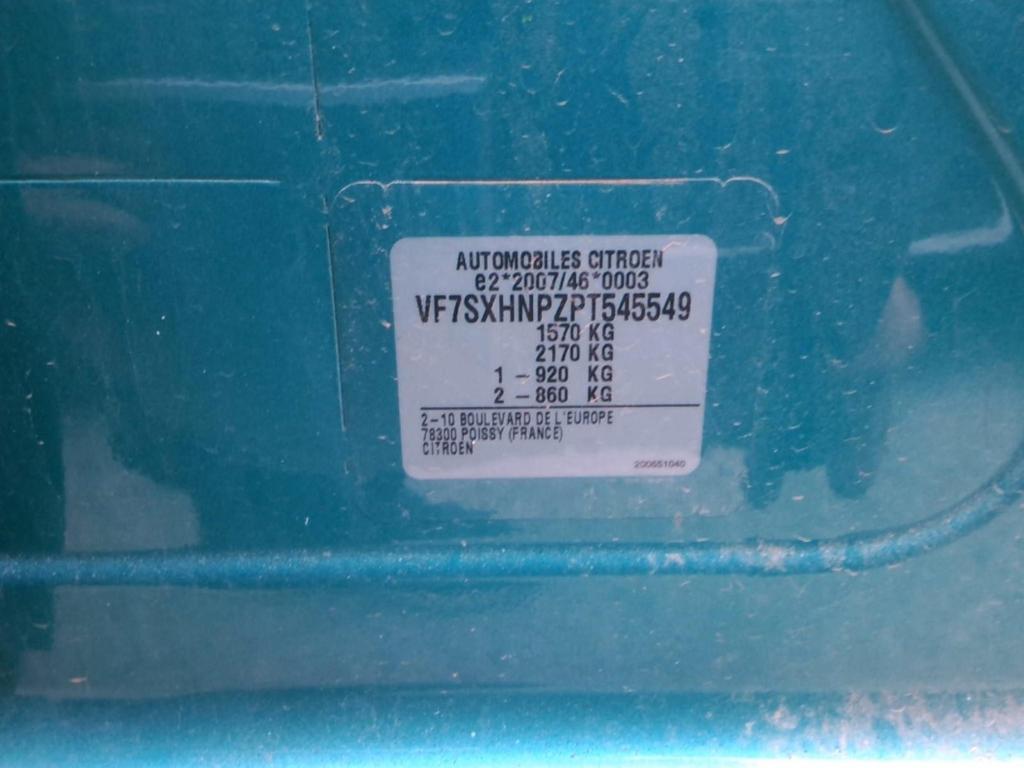 AUTOMOBILES CITROEN
e2*2007/46*0003
VF7SXHNPZPT545549
1570 KG
2170 KG
1 – 920 KG
2 – 860 KG
2–10 BOULEVARD DE L'EUROPE
78300 POISSY (FRANCE)
CITROEN
200651040